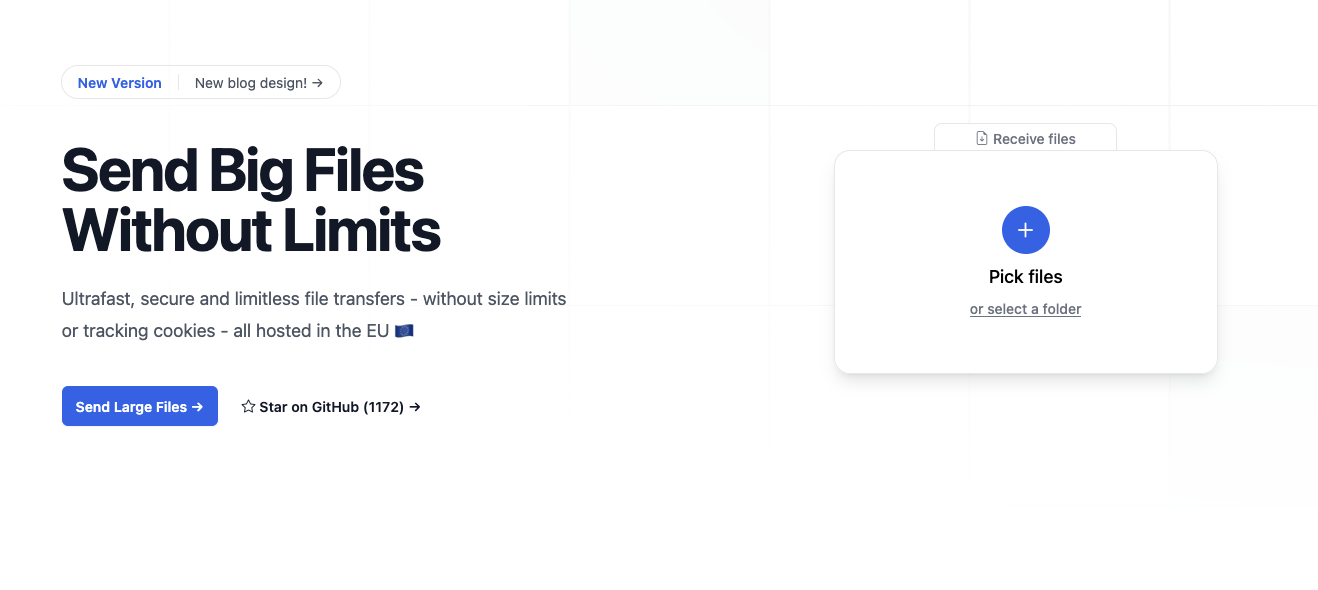 New Version
New blog design! →
Send Big Files
Without Limits
Ultrafast, secure and limitless file transfers - without size limits
or tracking cookies - all hosted in the EU 🇪🇺
Send Large Files →
Star on GitHub (1172) →
Receive files
Pick files
or select a folder